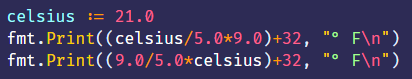 celsius := 21.0
fmt.Print((celsius/5.0*9.0)+32, "° F\n")
fmt.Print((9.0/5.0*celsius)+32, "° F\n")